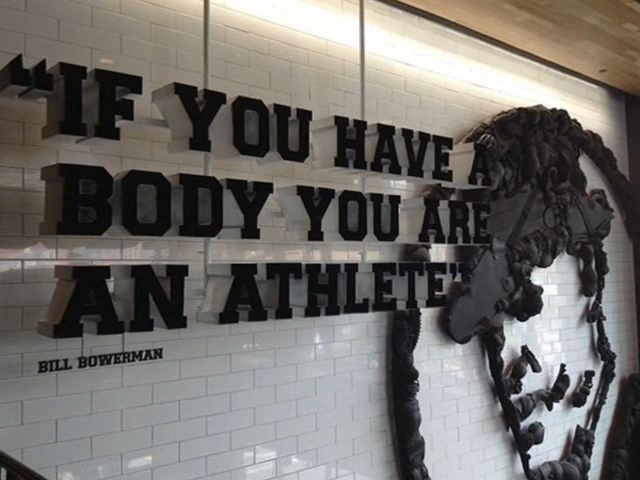 “IF YOU HAVE A
BODY YOU ARE
AN ATHLETE”
BILL BOWERMAN